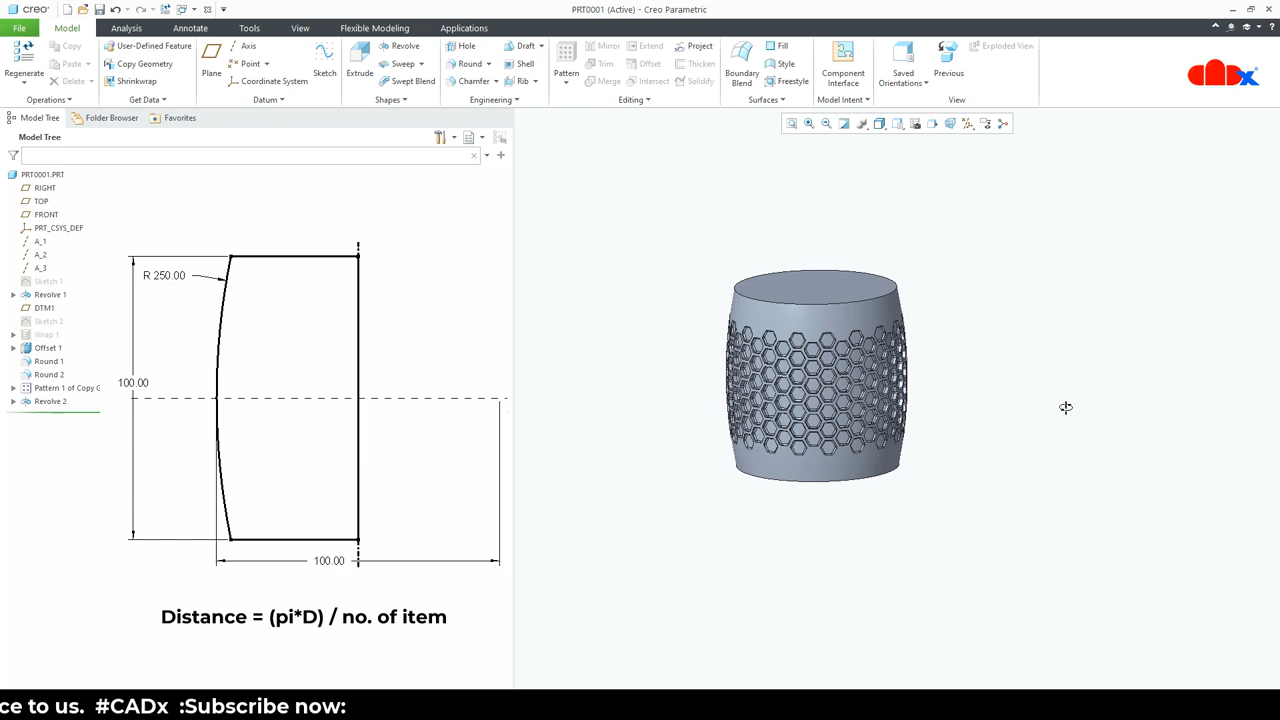 creo
PRT0001 (Active) - Creo Parametric
File Model Analysis Annotate Tools View Flexible Modeling Applications
Regenerate
Copy
Paste
Delete
Operations
User-Defined Feature
Copy Geometry
Shrinkwrap
Get Data
Plane
Axis
Point
Coordinate System
Sketch
Datum
Extrude
Revolve
Sweep
Swept Blend
Shapes
Hole
Round
Chamfer
Draft
Shell
Rib
Engineering
Pattern
Mirror
Trim
Merge
Extend
Offset
Intersect
Project
Thicken
Solidify
Editing
Boundary
Blend
Fill
Style
Freestyle
Surfaces
Component
Interface
Model Intent
Saved
Orientations
Previous
Exploded View
View
CADx
Model Tree Folder Browser Favorites
Model Tree
PRT0001.PRT
RIGHT
TOP
FRONT
PRT_CSYS_DEF
A_1
A_2
A_3
Sketch 1
Revolve 1
DTM1
Sketch 2
Wrap 1
Offset 1
Round 1
Round 2
Pattern 1 of Copy G
Revolve 2
R 250.00
100.00
100.00
Distance = (pi*D) / no. of item
ce to us. #CADx :Subscribe now: